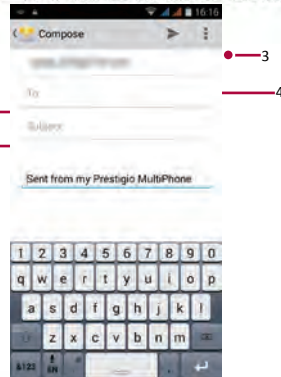 16:16
Compose
3
To
4
Subject
Sent from my Prestigio MultiPhone
1 2 3 4 5 6 7 8 9 0
q w e r t y u i o p
a s d f g h j k l
z x c v b n m
&123 EN .